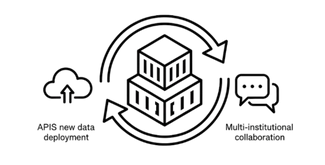 APIS new data
deployment
Multi-institutional
collaboration